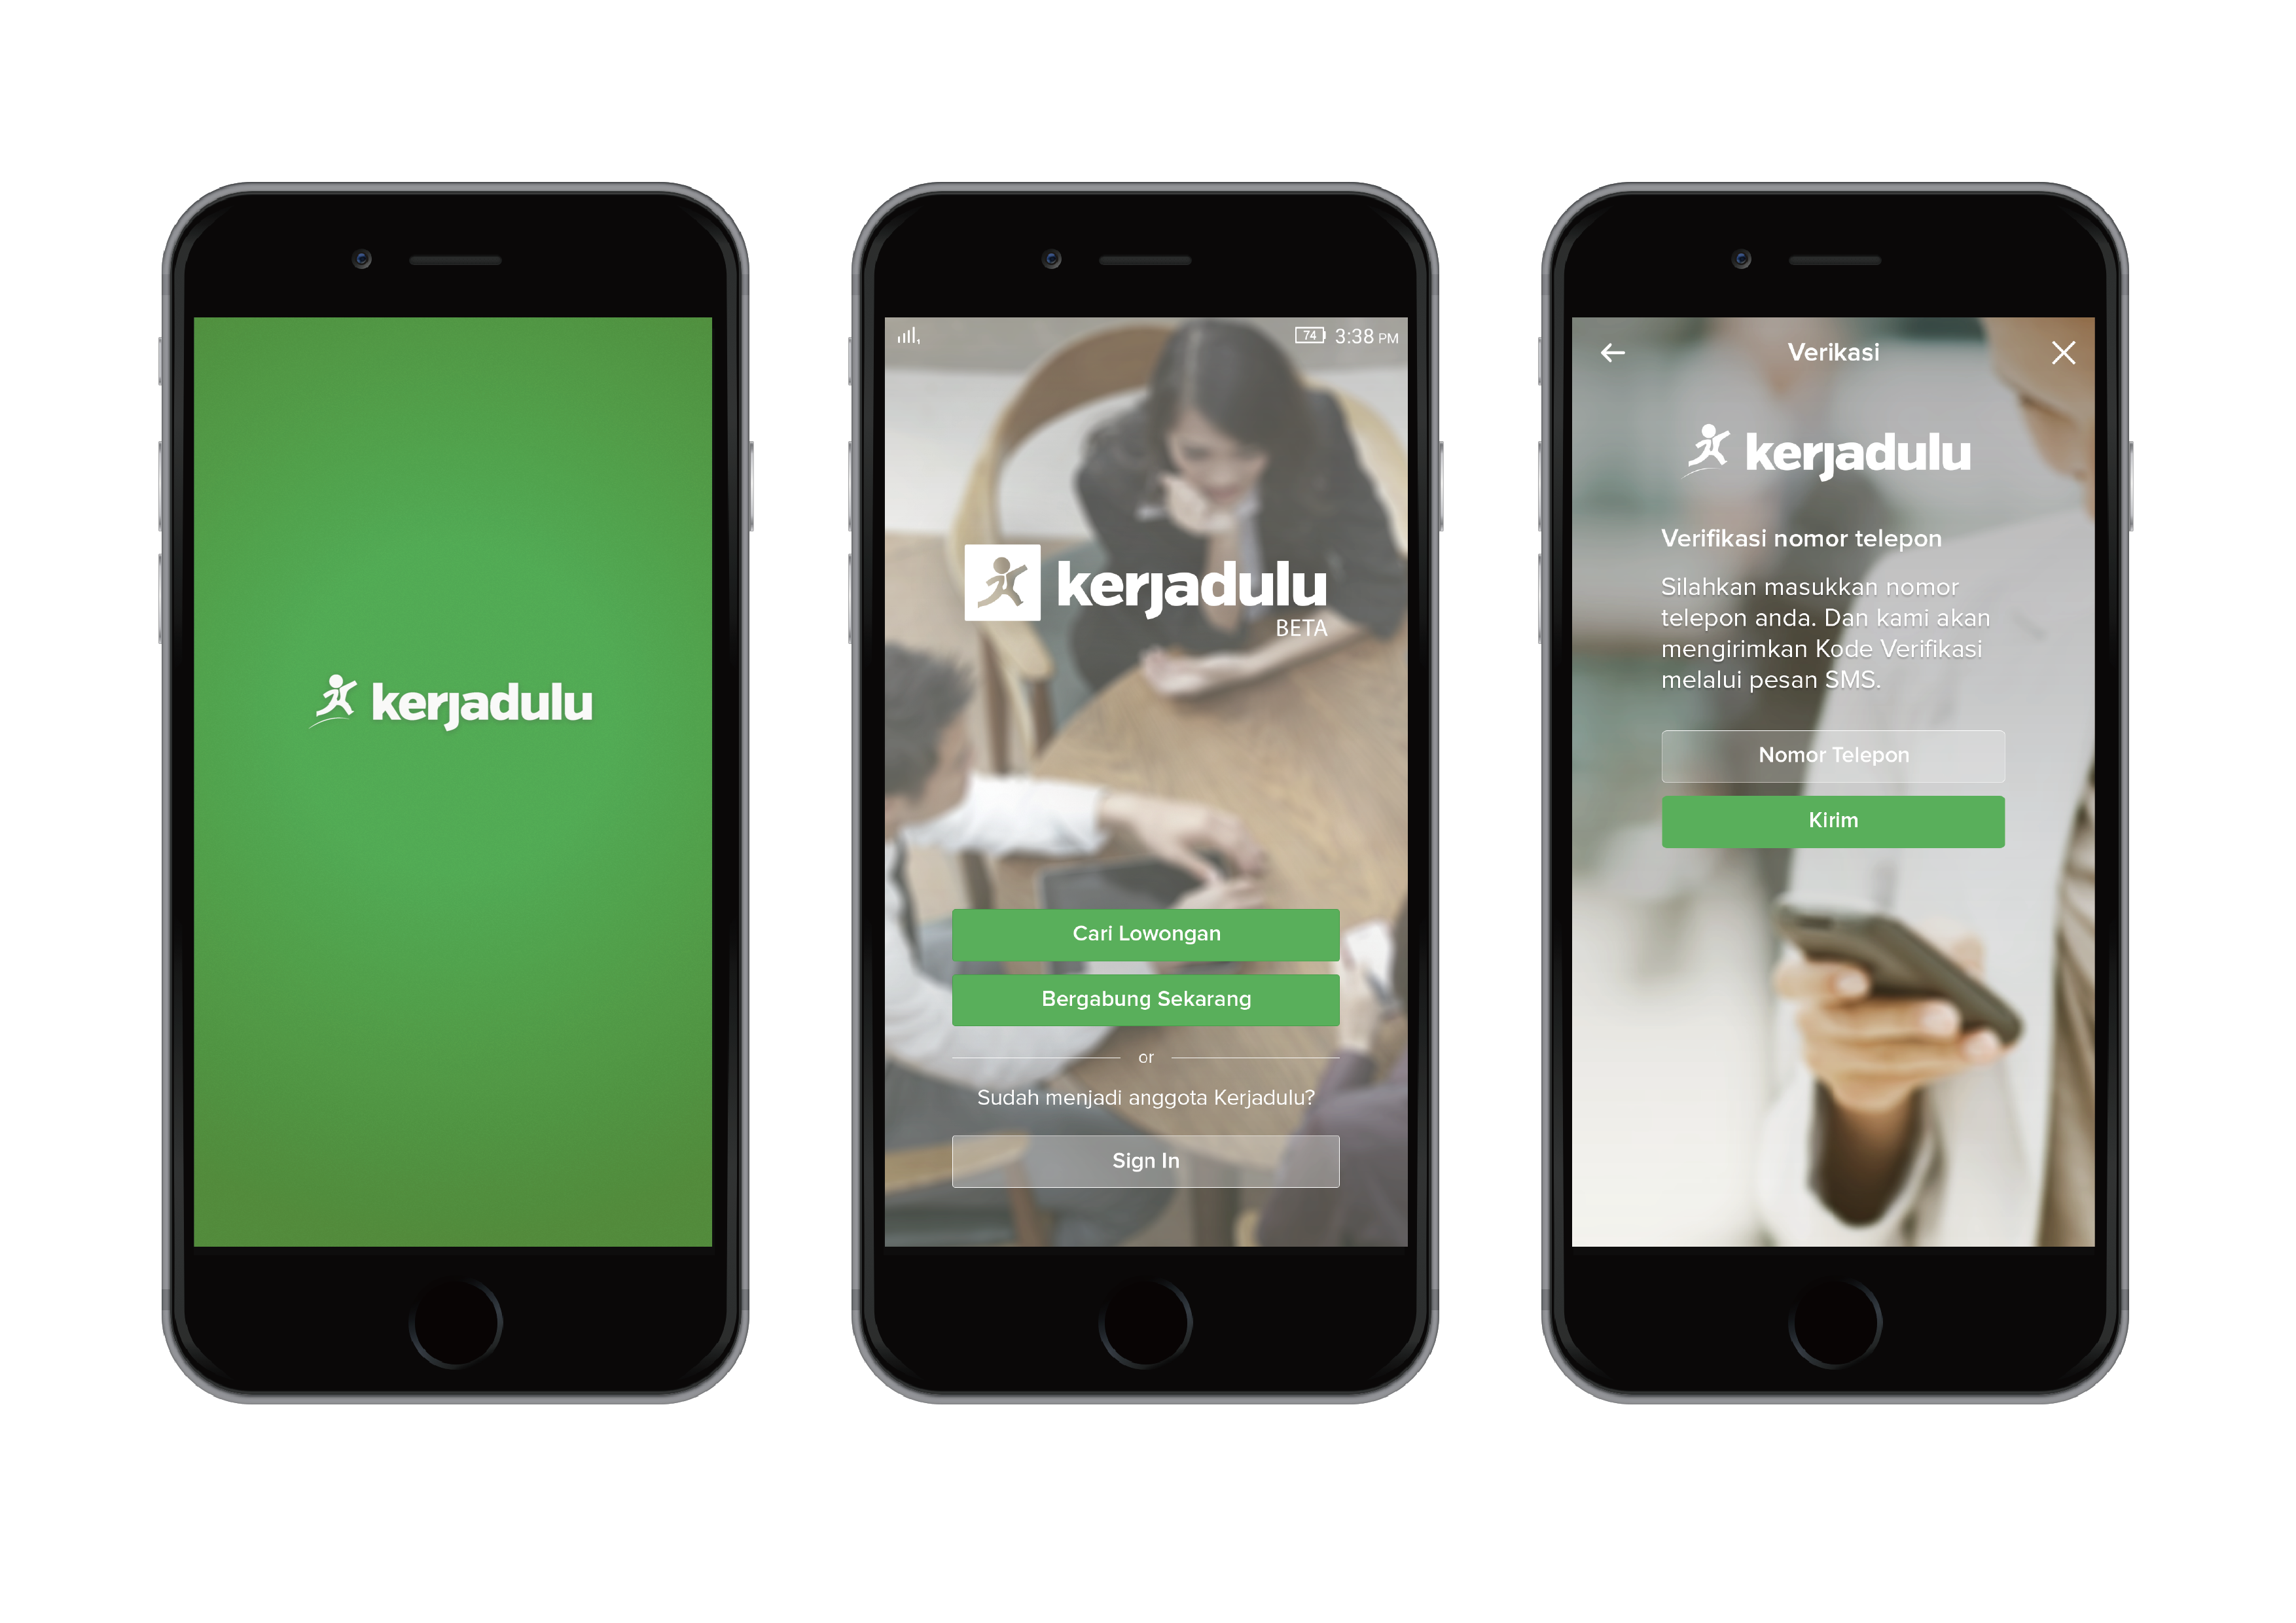 kerjadulu
74 3:38 PM
kerjadulu
BETA
Cari Lowongan
Bergabung Sekarang
or
Sudah menjadi anggota Kerjadulu?
Sign In
Verikasi
kerjadulu
Verifikasi nomor telepon
Silahkan masukkan nomor
telepon anda. Dan kami akan
mengirimkan Kode Verifikasi
melalui pesan SMS.
Nomor Telepon
Kirim